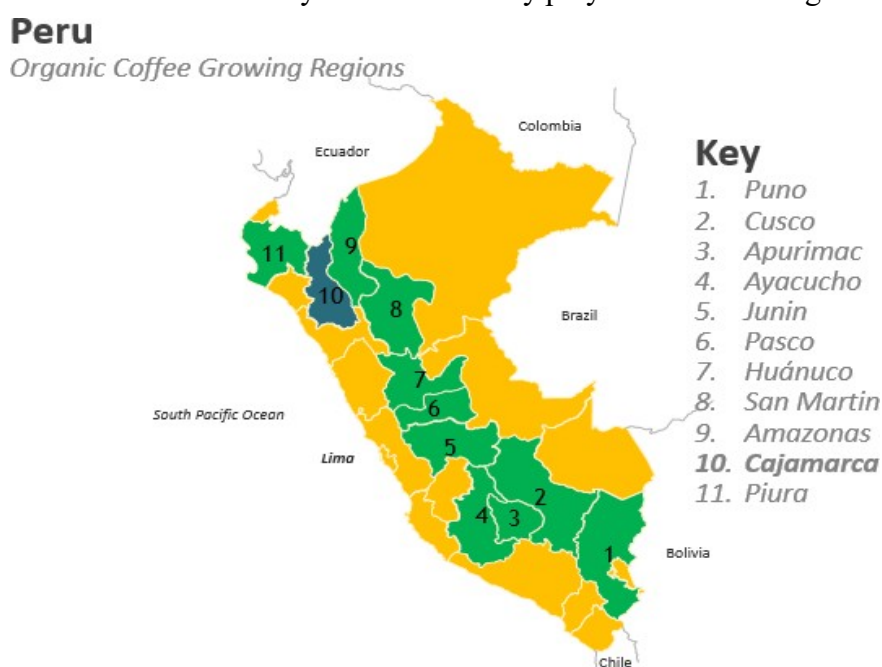 Peru
Organic Coffee Growing Regions
Colombia
Ecuador
Key
1. Puno
2. Cusco
3. Apurimac
4. Ayacucho
5. Junin
6. Pasco
7. Huánuco
8. San Martin
9. Amazonas
10. Cajamarca
11. Piura
9
11
10
8
Brazil
7
6
South Pacific Ocean
5
Lima
2
4
3
1
Bolivia
Chile